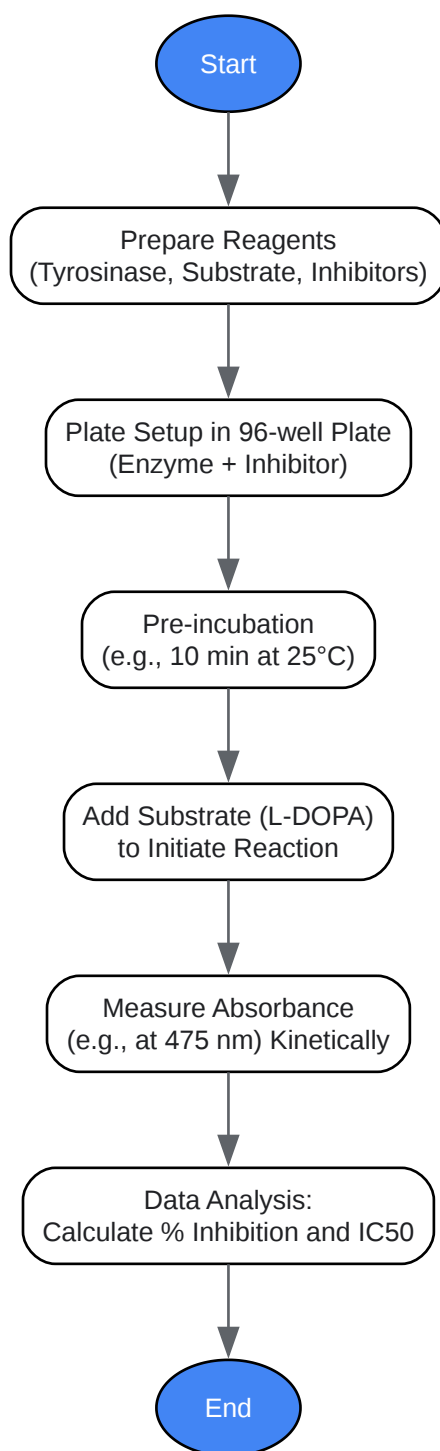 Start
Prepare Reagents
(Tyrosinase, Substrate, Inhibitors)
Plate Setup in 96-well Plate
(Enzyme + Inhibitor)
Pre-incubation
(e.g., 10 min at 25°C)
Add Substrate (L-DOPA)
to Initiate Reaction
Measure Absorbance
(e.g., at 475 nm) Kinetically
Data Analysis:
Calculate % Inhibition and IC50
End